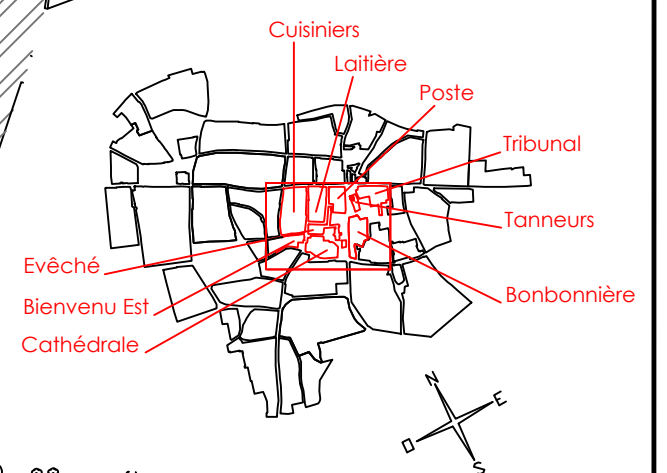 Cuisiniers
Laitière
Poste
Tribunal
Tanneurs
Evêché
Bienvenu Est
Bonbonnière
Cathédrale
N
E
O
S